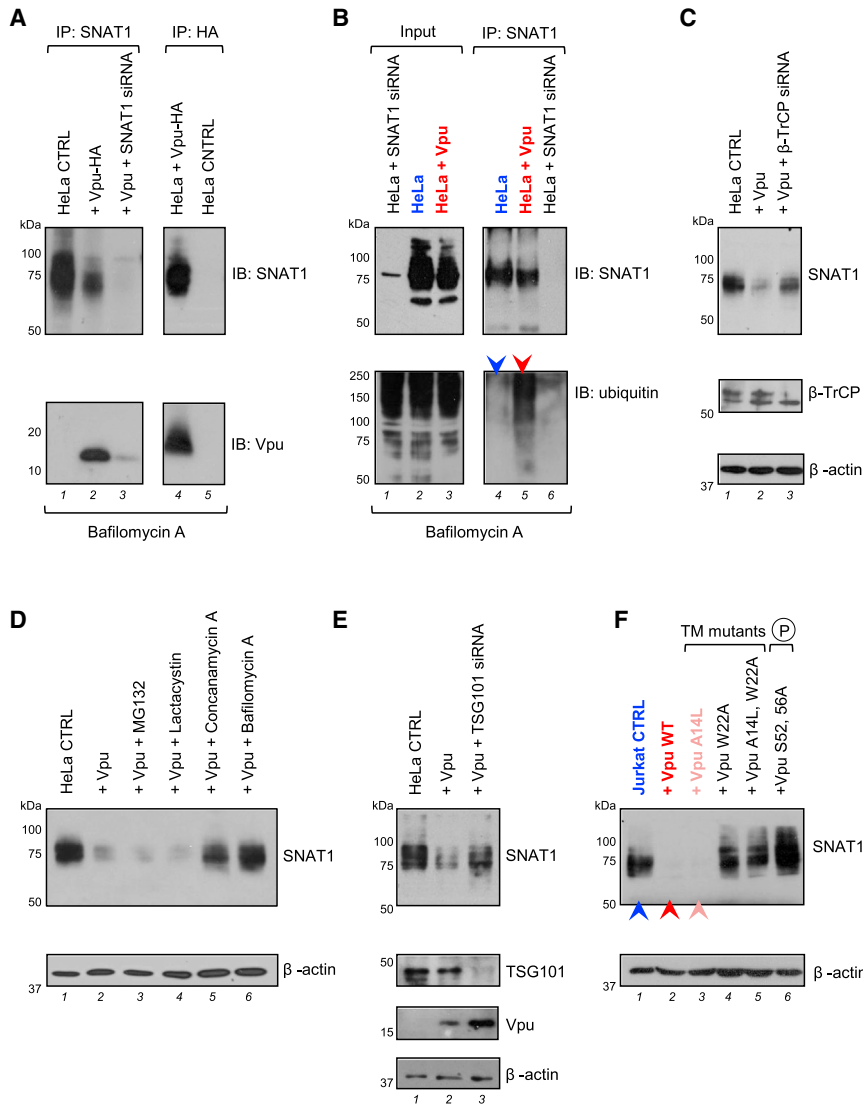 A
IP: SNAT1
IP: HA
HeLa CTRL
+ Vpu-HA
+ Vpu + SNAT1 siRNA
HeLa + Vpu-HA
HeLa CNTRL
kDa
100
75
50
IB: SNAT1
20
10
IB: Vpu
1 2 3 4 5
Bafilomycin A
B
Input
IP: SNAT1
HeLa + SNAT1 siRNA
HeLa
HeLa + Vpu
HeLa
HeLa + Vpu
HeLa + SNAT1 siRNA
kDa
100
75
50
IB: SNAT1
250
150
100
75
50
IB: ubiquitin
1 2 3 4 5 6
Bafilomycin A
C
HeLa CTRL
+ Vpu
+ Vpu + β-TrCP siRNA
kDa
100
75
50
SNAT1
50
β-TrCP
37
β -actin
1 2 3
D
HeLa CTRL
+ Vpu
+ Vpu + MG132
+ Vpu + Lactacystin
+ Vpu + Concanamycin A
+ Vpu + Bafilomycin A
kDa
100
75
50
SNAT1
37
β -actin
1 2 3 4 5 6
E
HeLa CTRL
+ Vpu
+ Vpu + TSG101 siRNA
kDa
100
75
50
SNAT1
50
TSG101
15
Vpu
37
β -actin
1 2 3
F
TM mutants P
Jurkat CTRL
+ Vpu WT
+ Vpu A14L
+ Vpu W22A
+ Vpu A14L, W22A
+Vpu S52, 56A
kDa
100
75
50
SNAT1
37
β -actin
1 2 3 4 5 6